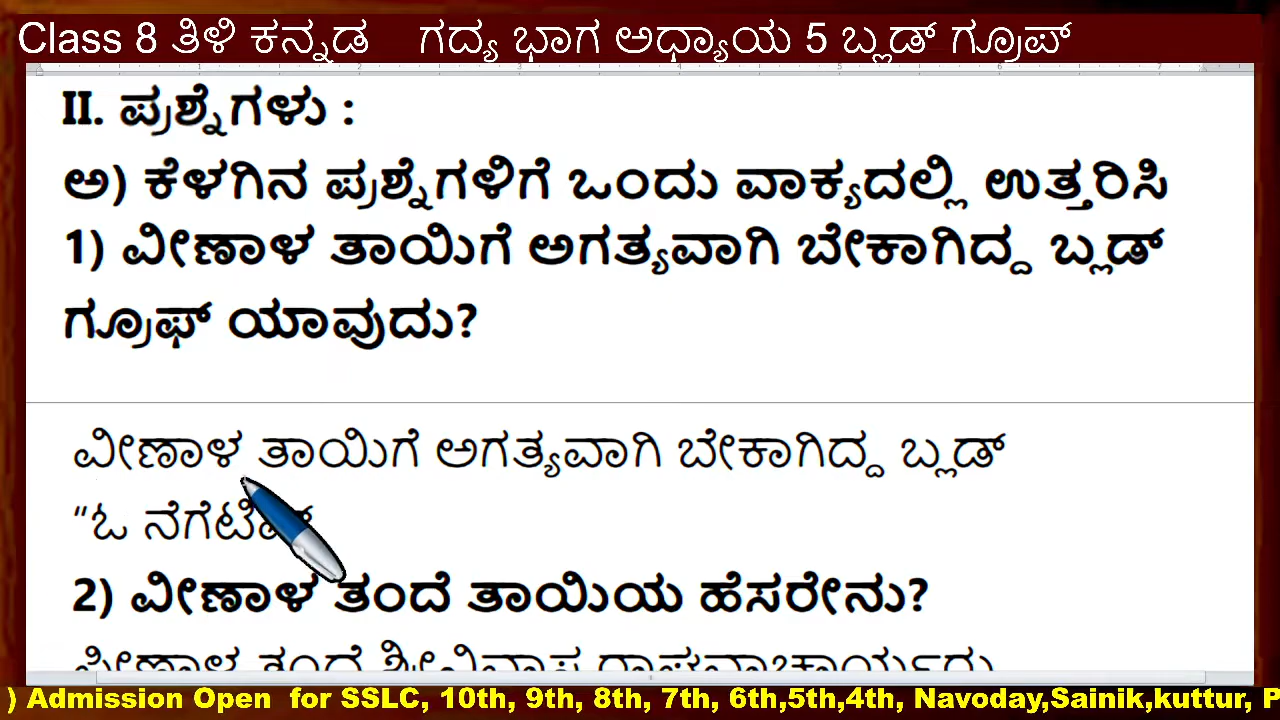 Class 8 ತಿಳಿ ಕನ್ನಡ ಗದ್ಯ ಭಾಗ ಅಧ್ಯಾಯ 5 ಬ್ಲಡ್ ಗ್ರೂಪ್
II. ಪ್ರಶ್ನೆಗಳು :
ಅ) ಕೆಳಗಿನ ಪ್ರಶ್ನೆಗಳಿಗೆ ಒಂದು ವಾಕ್ಯದಲ್ಲಿ ಉತ್ತರಿಸಿ
1) ವೀಣಾಳ ತಾಯಿಗೆ ಅಗತ್ಯವಾಗಿ ಬೇಕಾಗಿದ್ದ ಬ್ಲಡ್
ಗ್ರೂಫ್ ಯಾವುದು?
ವೀಣಾಳ ತಾಯಿಗೆ ಅಗತ್ಯವಾಗಿ ಬೇಕಾಗಿದ್ದ ಬ್ಲಡ್
“ಓ
2) ವೀಣಾಳ ತಂದೆ ತಾಯಿಯ ಹೆಸರೇನು?
ವೀಣಾಳ ತಂದೆ ಶ್ರೀನಿವಾಸ ರಾಘವಾಚಾರ್ಯರು
) Admission Open for SSLC, 10th, 9th, 8th, 7th, 6th,5th,4th, Navoday,Sainik,kuttur,